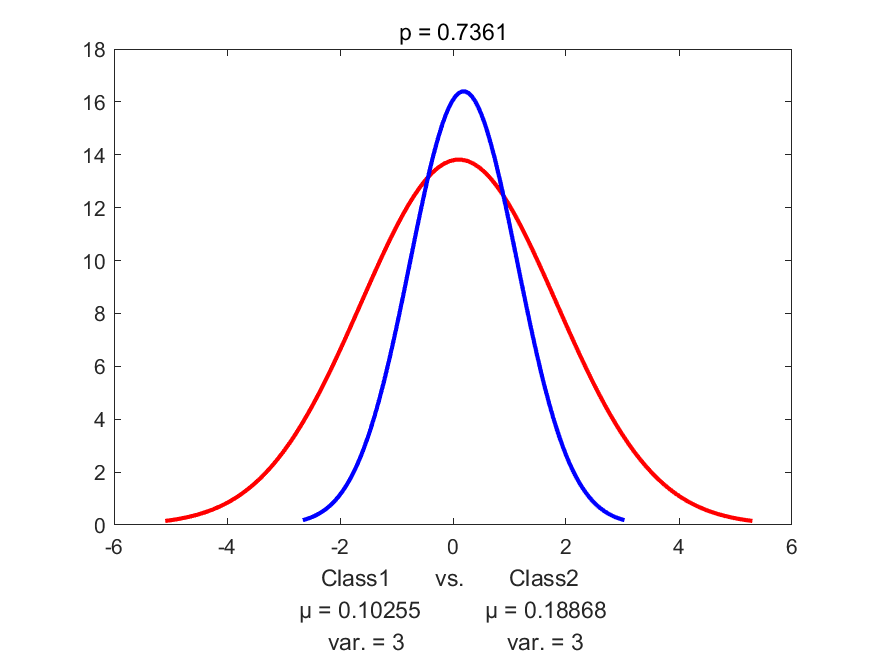 p = 0.7361
18
16
14
12
10
8
6
4
2
0
-6 -4 -2 0 2 4 6
Class1 vs. Class2
μ = 0.10255 μ = 0.18868
var. = 3 var. = 3